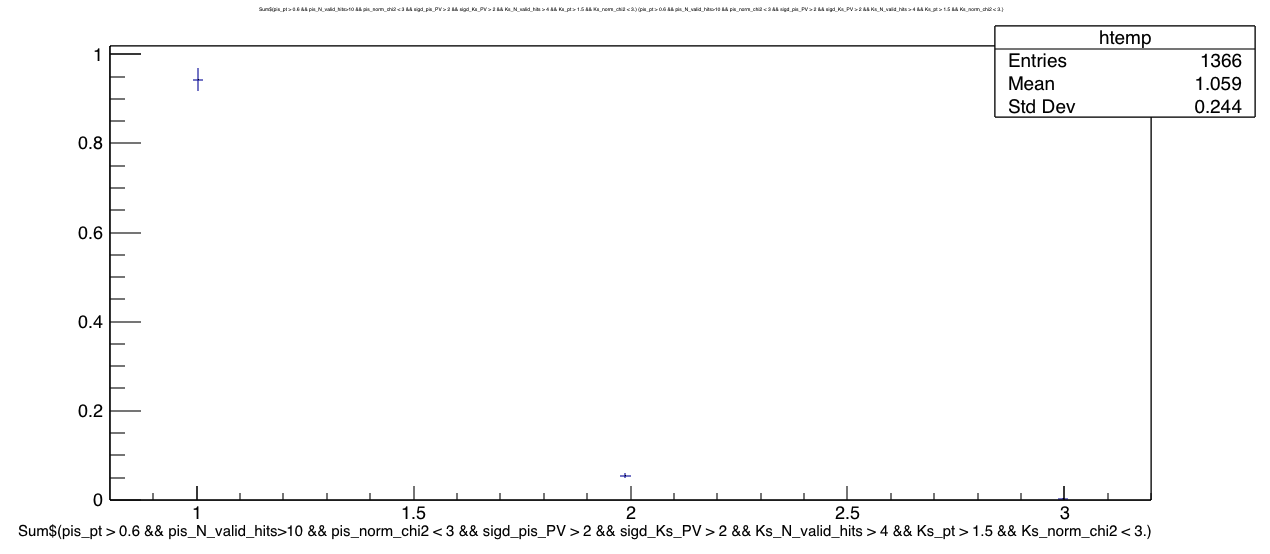 Sum$(pis_pt > 0.6 && pis_N_valid_hits>10 && pis_norm_chi2 < 3 && sigd_pis_PV > 2 && sigd_Ks_PV > 2 && Ks_N_valid_hits > 4 && Ks_pt > 1.5 && Ks_norm_chi2 < 3.) {pis_pt > 0.6 && pis_N_valid_hits>10 && pis_norm_chi2 < 3 && sigd_pis_PV > 2 && sigd_Ks_PV > 2 && Ks_N_valid_hits > 4 && Ks_pt > 1.5 && Ks_norm_chi2 < 3.}
htemp
Entries 1366
Mean 1.059
Std Dev 0.244
1
0.8
0.6
0.4
0.2
0
1 1.5 2 2.5 3
Sum$(pis_pt > 0.6 && pis_N_valid_hits>10 && pis_norm_chi2 < 3 && sigd_pis_PV > 2 && sigd_Ks_PV > 2 && Ks_N_valid_hits > 4 && Ks_pt > 1.5 && Ks_norm_chi2 < 3.)